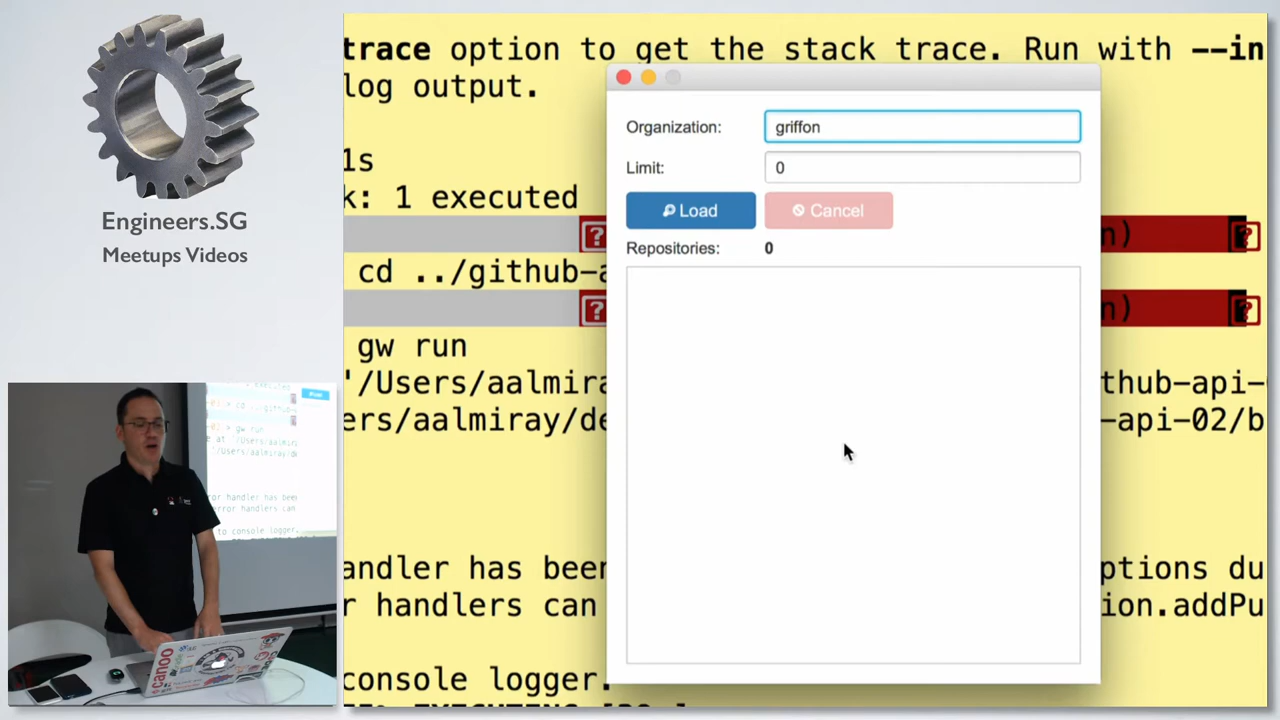 Engineers.SG
Meetups Videos
trace option to get the stack trace. Run with --in
log output.
1s
k: 1 executed
cd ../github-a
gw run
'/Users/aalmira
thub-api-
ers/aalmiray/de
-api-02/b
andler has been
ptions du
r handlers can
ion.addPu
console logger.
Organization:
griffon
Limit:
0
Load
Cancel
Repositories:
0
canoo